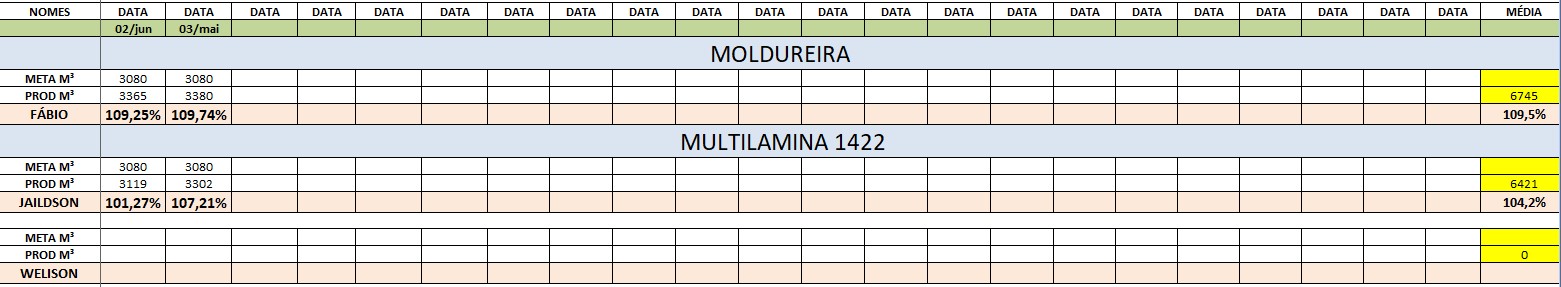 NOMES DATA DATA DATA DATA DATA DATA DATA DATA DATA DATA DATA DATA DATA DATA DATA DATA DATA DATA DATA DATA DATA DATA MÉDIA
02/jun 03/mai
MOLDUREIRA
META M³ 3080 3080
PROD M³ 3365 3380 6745
FÁBIO 109,25% 109,74% 109,5%
MULTILAMINA 1422
META M³ 3080 3080
PROD M³ 3119 3302 6421
JAILDSON 101,27% 107,21% 104,2%
META M³
PROD M³ 0
WELISON